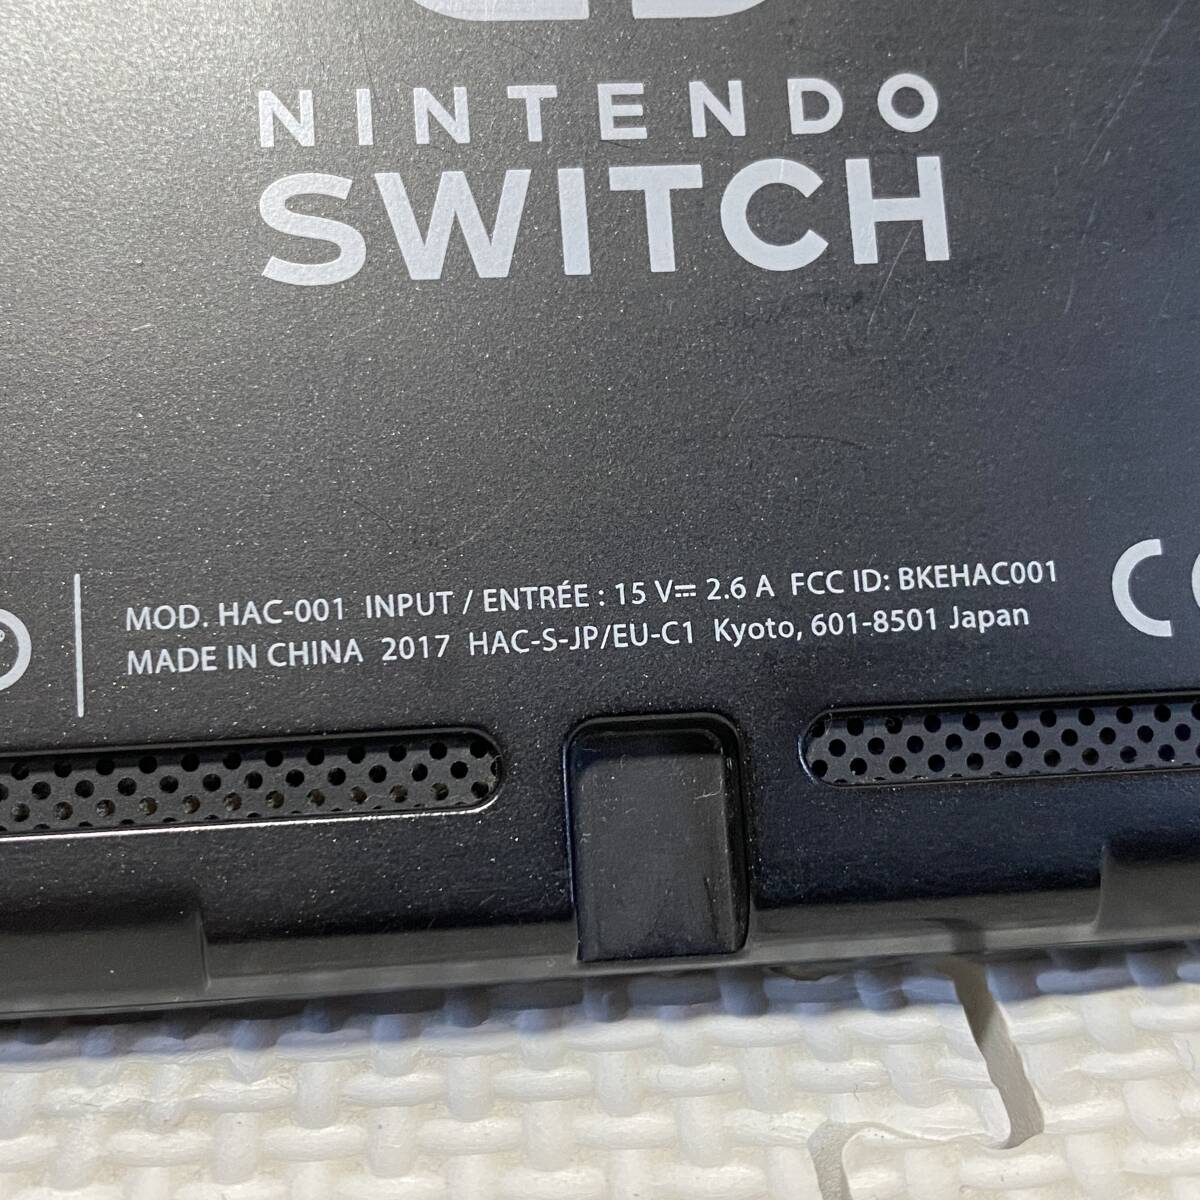 NINTENDO
SWITCH
MOD. HAC-001 INPUT / ENTRÉE : 15 V⎓ 2.6 A FCC ID: BKEHAC001
MADE IN CHINA 2017 HAC-S-JP/EU-C1 Kyoto, 601-8501 Japan